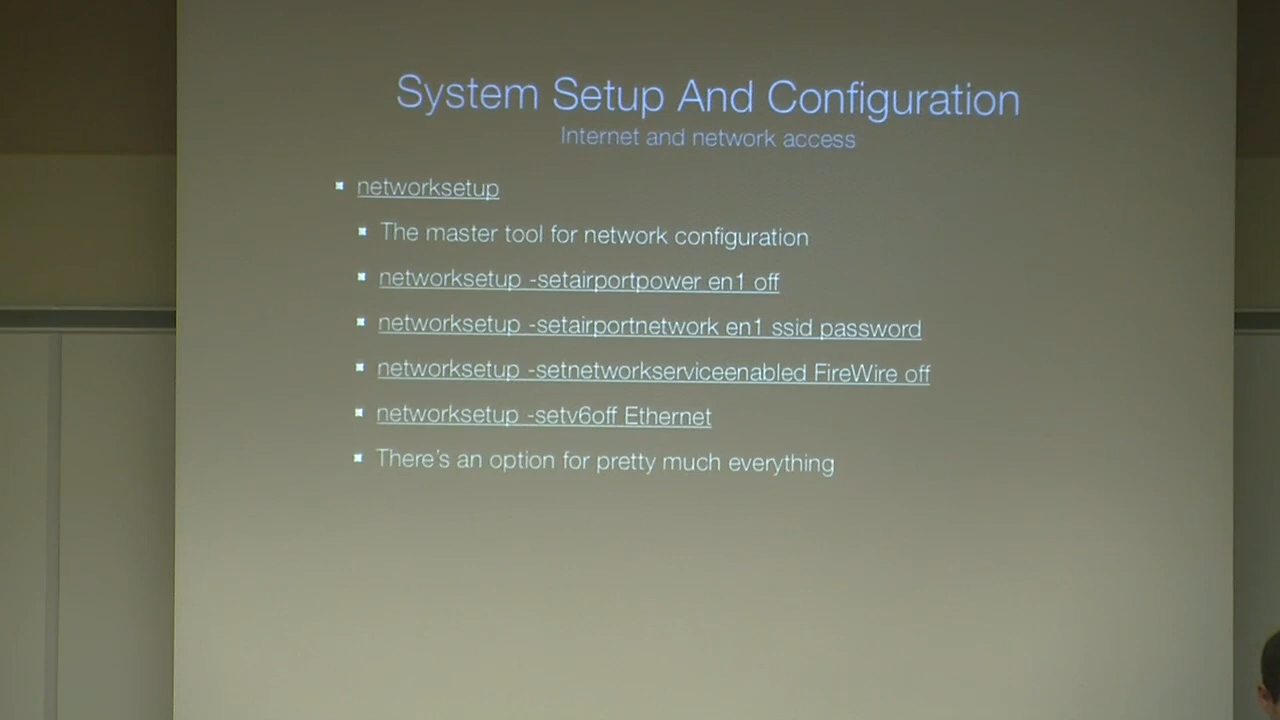 System Setup And Configuration
Internet and network access
networksetup
The master tool for network configuration
networksetup -setairportpower en1 off
networksetup -setairportnetwork en1 ssid password
networksetup -setnetworkserviceenabled FireWire off
networksetup -setv6off Ethernet
There's an option for pretty much everything